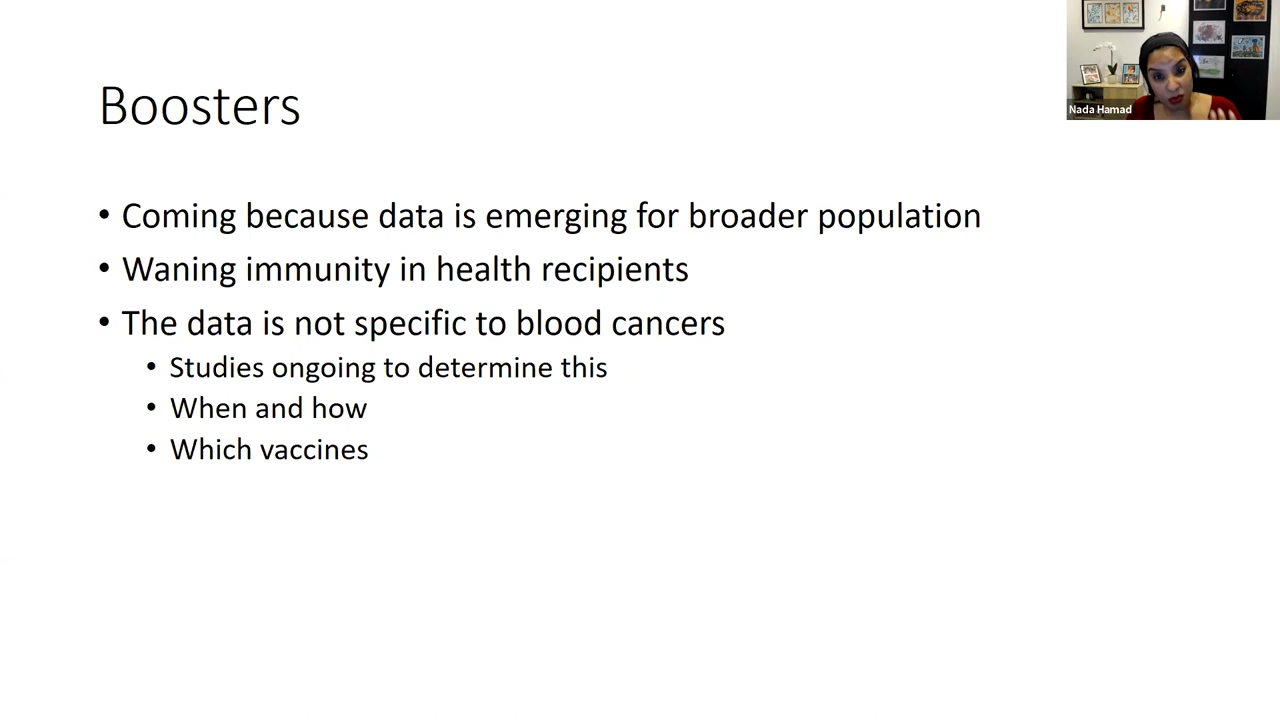 Boosters
• Coming because data is emerging for broader population
• Waning immunity in health recipients
• The data is not specific to blood cancers
• Studies ongoing to determine this
• When and how
• Which vaccines
Nada Hamad